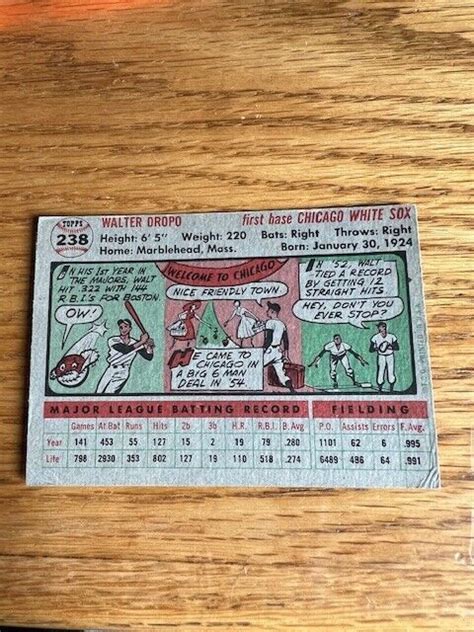 TOPPS
238
WALTER DROPO first base CHICAGO WHITE SOX
Height: 6' 5" Weight: 220 Bats: Right Throws: Right
Home: Marblehead, Mass. Born: January 30, 1924
IN HIS 1ST YEAR IN
THE MAJORS, WALT
HIT .322 WITH 144
R.B.I.'S FOR BOSTON.
OW!
WELCOME TO CHICAGO
NICE FRIENDLY TOWN
HE CAME TO
CHICAGO IN
A BIG 6 MAN
DEAL IN '54.
IN '52, WALT
TIED A RECORD
BY GETTING 12
STRAIGHT HITS
HEY, DON'T YOU
EVER STOP?
MAJOR LEAGUE BATTING RECORD FIELDING
Games At Bat Runs Hits 2b 3b H.R. R.B.I. B. Avg P.O. Assists Errors F. Avg.
Year 141 453 55 127 15 2 19 79 .280 1101 62 6 .995
Life 798 2930 353 802 127 19 127 .277 6489 486 64 .991